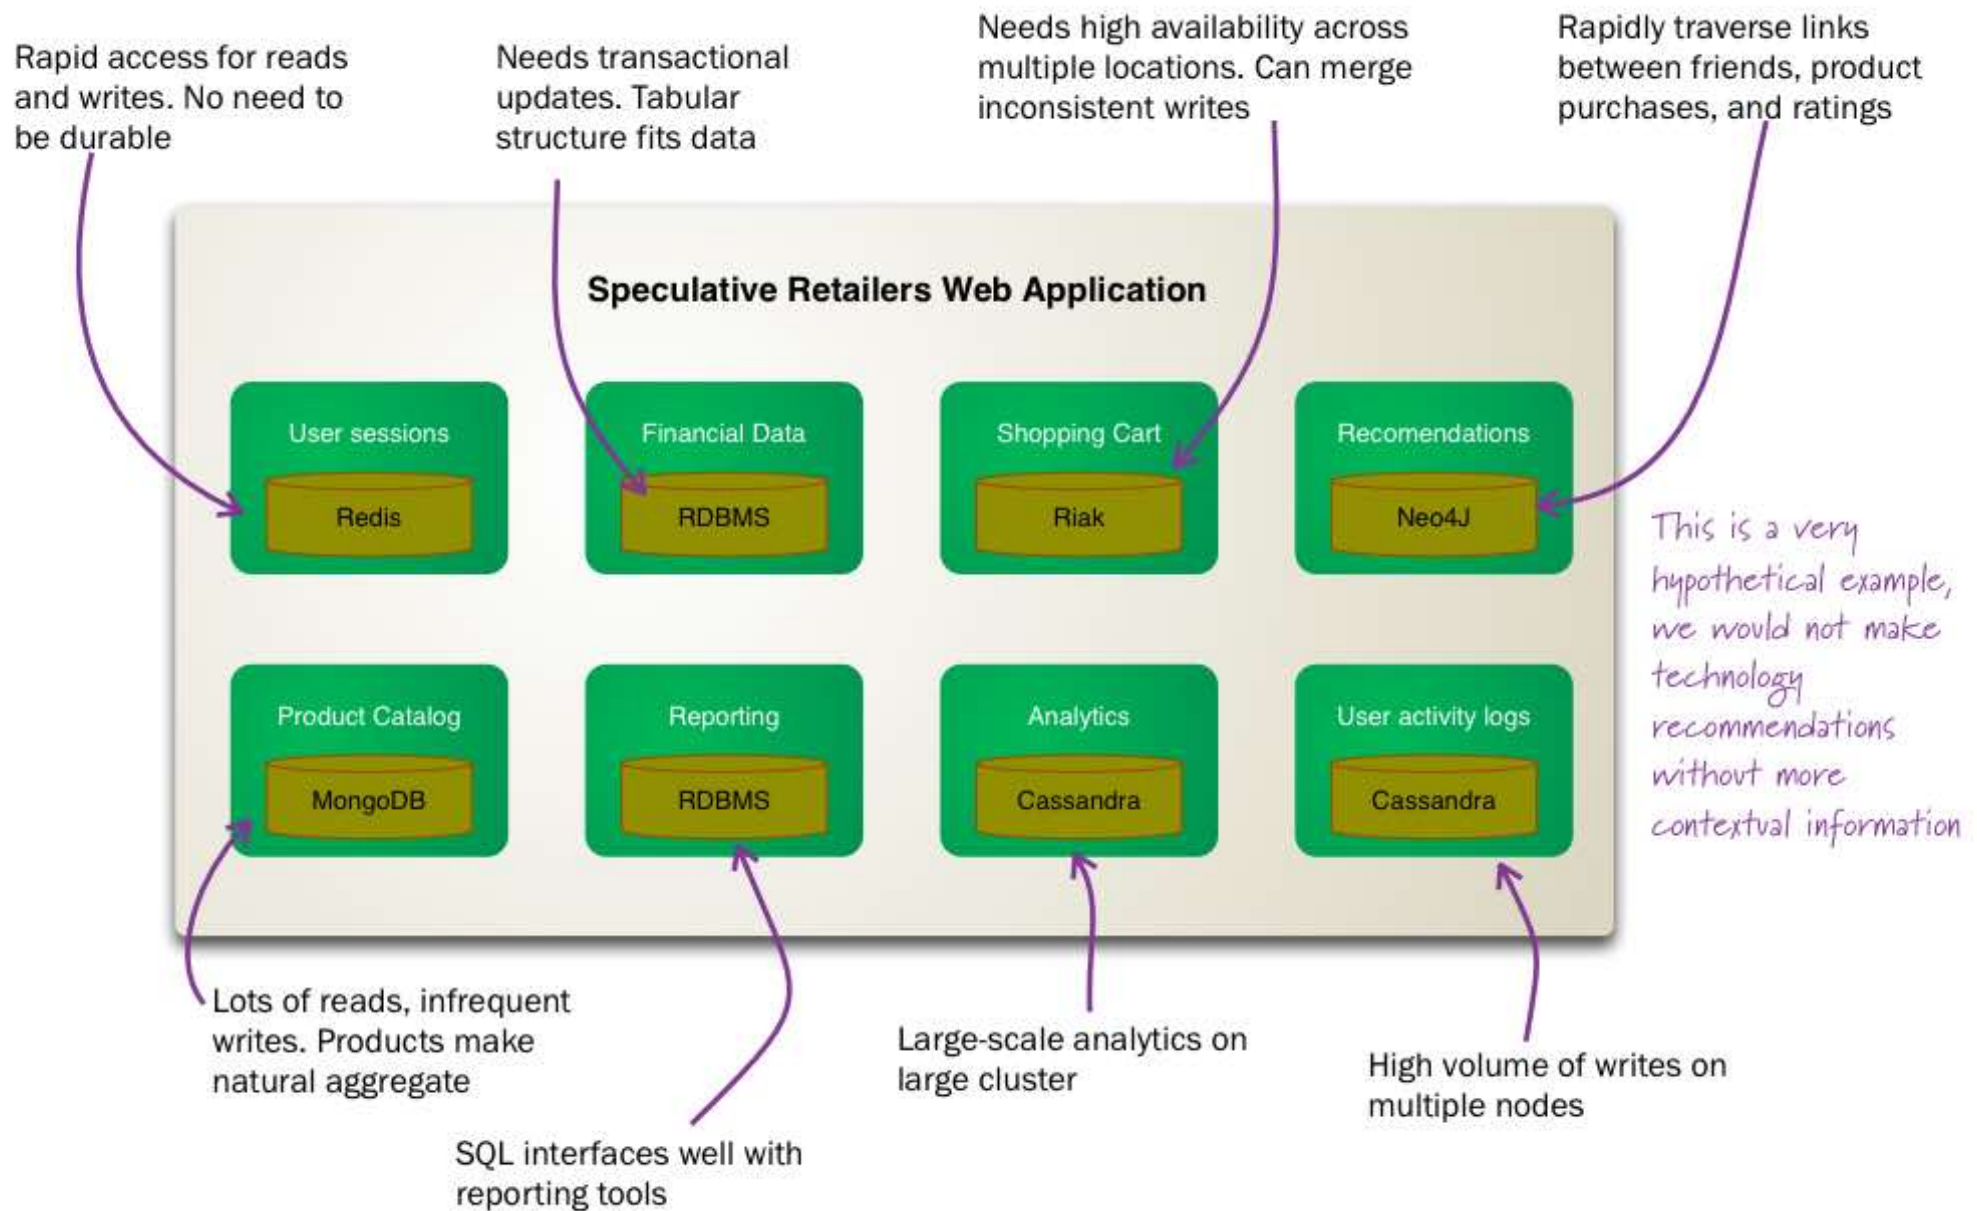 Rapid access for reads
and writes. No need to
be durable
Needs transactional
updates. Tabular
structure fits data
Needs high availability across
multiple locations. Can merge
inconsistent writes
Rapidly traverse links
between friends, product
purchases, and ratings
Speculative Retailers Web Application
User sessions
Redis
Financial Data
RDBMS
Shopping Cart
Riak
Recomendations
Neo4J
This is a very
hypothetical example,
we would not make
technology
recommendations
without more
contextual information
Product Catalog
MongoDB
Reporting
RDBMS
Analytics
Cassandra
User activity logs
Cassandra
Lots of reads, infrequent
writes. Products make
natural aggregate
SQL interfaces well with
reporting tools
Large-scale analytics on
large cluster
High volume of writes on
multiple nodes